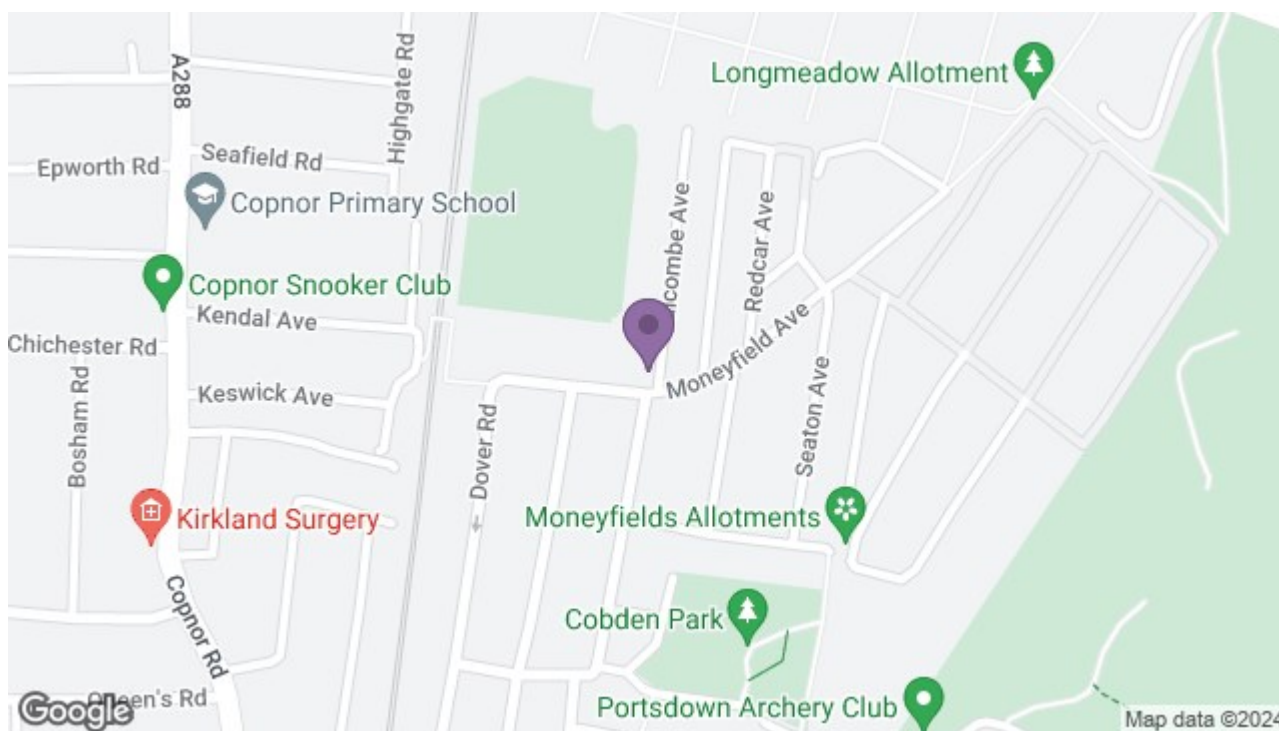 A288
Highgate Rd
Longmeadow Allotment
Epworth Rd
Seafield Rd
Copnor Primary School
Redcar Ave
Copnor Snooker Club
Kendal Ave
Chichester Rd
Moneyfield Ave
Keswick Ave
Bosham Rd
Dover Rd
Seaton Ave
Kirkland Surgery
Moneyfields Allotments
Copnor Rd
Cobden Park
Queen's Rd
Portsdown Archery Club
Google
Map data ©2024